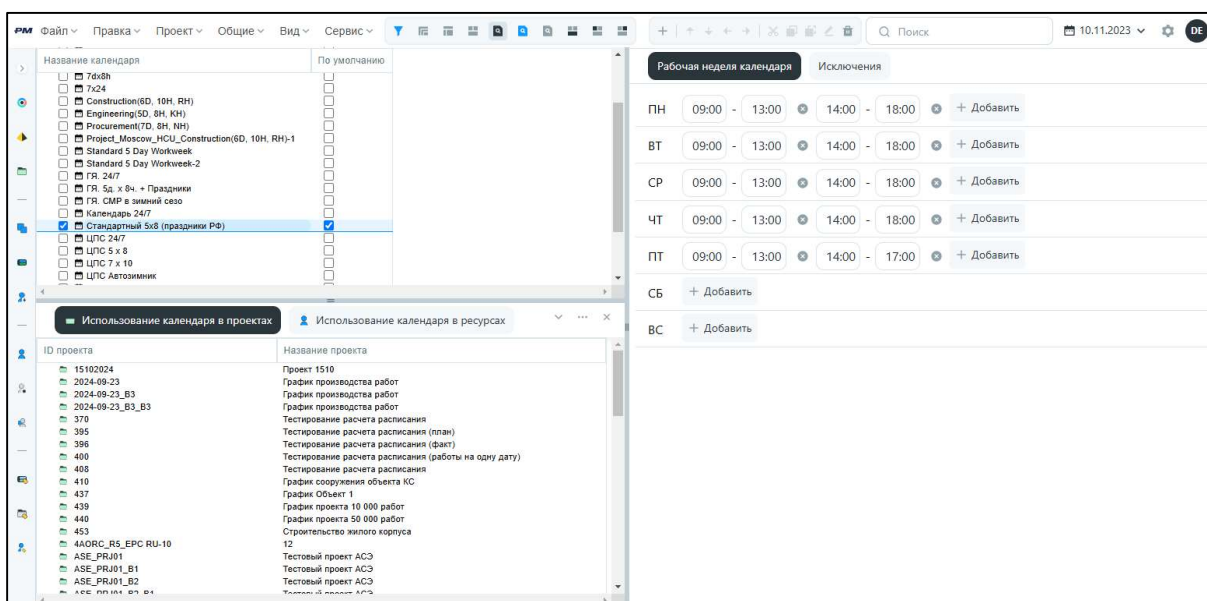 PM Файл Правка Проект Общие Вид Сервис Поиск 10.11.2023 DE
Название календаря По умолчанию
7dx8h
7x24
Construction(6D, 10H, RH)
Engineering(5D, 8H, KH)
Procurement(7D, 8H, NH)
Project_Moscow_HCU_Construction(6D, 10H, RH)-1
Standard 5 Day Workweek
Standard 5 Day Workweek-2
ГЯ. 24/7
ГЯ. 5д. x 8ч. + Праздники
ГЯ. СМР в зимний сезо
Календарь 24/7
Стандартный 5x8 (праздники РФ)
ЦПС 24/7
ЦПС 5 x 8
ЦПС 7 x 10
ЦПС Автозимник
Использование календаря в проектах Использование календаря в ресурсах
ID проекта Название проекта
15102024 Проект 1510
2024-09-23 График производства работ
2024-09-23_B3 График производства работ
2024-09-23_B3_B3 График производства работ
370 Тестирование расчета расписания
395 Тестирование расчета расписания (план)
396 Тестирование расчета расписания (факт)
400 Тестирование расчета расписания (работы на одну дату)
408 Тестирование расчета расписания
410 График сооружения объекта КС
437 График Объект 1
439 График проекта 10 000 работ
440 График проекта 50 000 работ
453 Строительство жилого корпуса
4AORC_R5_EPC RU-10 12
ASE_PRJ01 Тестовый проект АСЭ
ASE_PRJ01_B1 Тестовый проект АСЭ
ASE_PRJ01_B2 Тестовый проект АСЭ
ASE_PRJ01_B2_B1 Тестовый проект АСЭ
Рабочая неделя календаря Исключения
ПН 09:00 - 13:00 14:00 - 18:00 + Добавить
ВТ 09:00 - 13:00 14:00 - 18:00 + Добавить
СР 09:00 - 13:00 14:00 - 18:00 + Добавить
ЧТ 09:00 - 13:00 14:00 - 18:00 + Добавить
ПТ 09:00 - 13:00 14:00 - 17:00 + Добавить
СБ + Добавить
ВС + Добавить